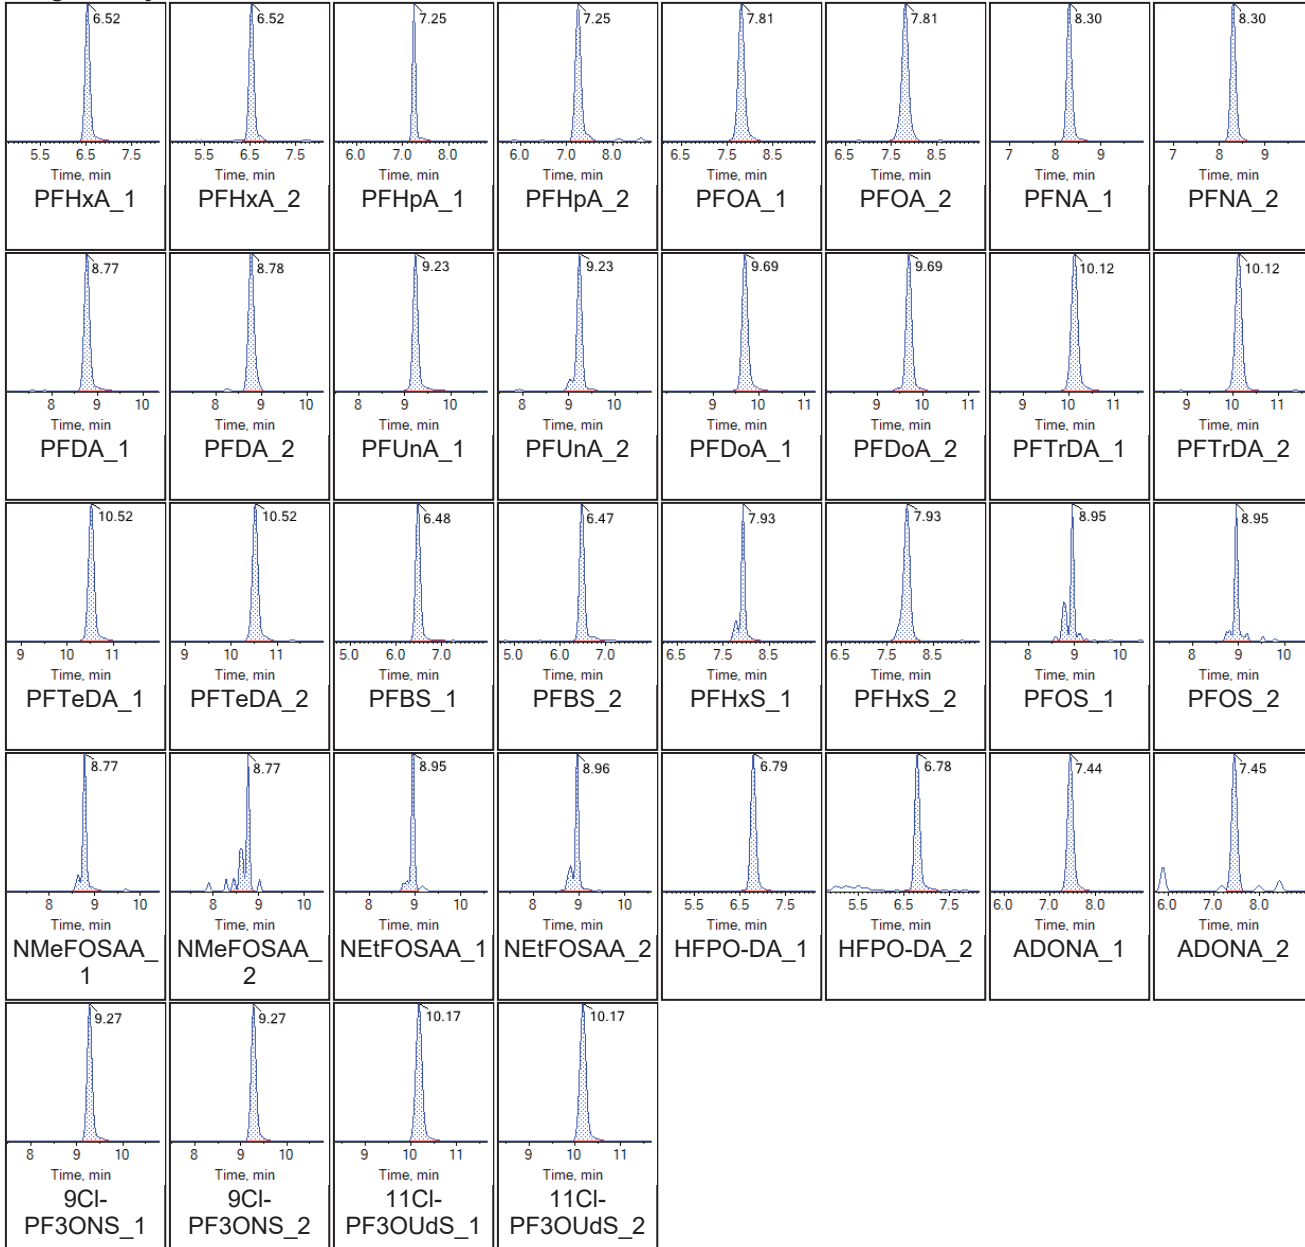 6.52 6.52 7.25 7.25 7.81 7.81 8.30 8.30
5.5 6.5 7.5 5.5 6.5 7.5 6.0 7.0 8.0 6.0 7.0 8.0 6.5 7.5 8.5 6.5 7.5 8.5 7 8 9 7 8 9
Time, min Time, min Time, min Time, min Time, min Time, min Time, min Time, min
PFHxA_1 PFHxA_2 PFHpA_1 PFHpA_2 PFOA_1 PFOA_2 PFNA_1 PFNA_2
8.77 8.78 9.23 9.23 9.69 9.69 10.12 10.12
8 9 10 8 9 10 8 9 10 8 9 10 9 10 11 9 10 11 9 10 11 9 10 11
Time, min Time, min Time, min Time, min Time, min Time, min Time, min Time, min
PFDA_1 PFDA_2 PFUnA_1 PFUnA_2 PFDoA_1 PFDoA_2 PFTrDA_1 PFTrDA_2
10.52 10.52 6.48 6.47 7.93 7.93 8.95 8.95
9 10 11 9 10 11 5.0 6.0 7.0 5.0 6.0 7.0 6.5 7.5 8.5 6.5 7.5 8.5 8 9 10 8 9 10
Time, min Time, min Time, min Time, min Time, min Time, min Time, min Time, min
PFTeDA_1 PFTeDA_2 PFBS_1 PFBS_2 PFHxS_1 PFHxS_2 PFOS_1 PFOS_2
8.77 8.77 8.95 8.96 6.79 6.78 7.44 7.45
8 9 10 8 9 10 8 9 10 8 9 10 5.5 6.5 7.5 5.5 6.5 7.5 6.0 7.0 8.0 6.0 7.0 8.0
Time, min Time, min Time, min Time, min Time, min Time, min Time, min Time, min
NMeFOSAA_ NMeFOSAA_ NEtFOSAA_1 NEtFOSAA_2 HFPO-DA_1 HFPO-DA_2 ADONA_1 ADONA_2
1 2
9.27 9.27 10.17 10.17
8 9 10 8 9 10 9 10 11 9 10 11
Time, min Time, min Time, min Time, min
9Cl- 9Cl- 11Cl- 11Cl-
PF3ONS_1 PF3ONS_2 PF3OUdS_1 PF3OUdS_2